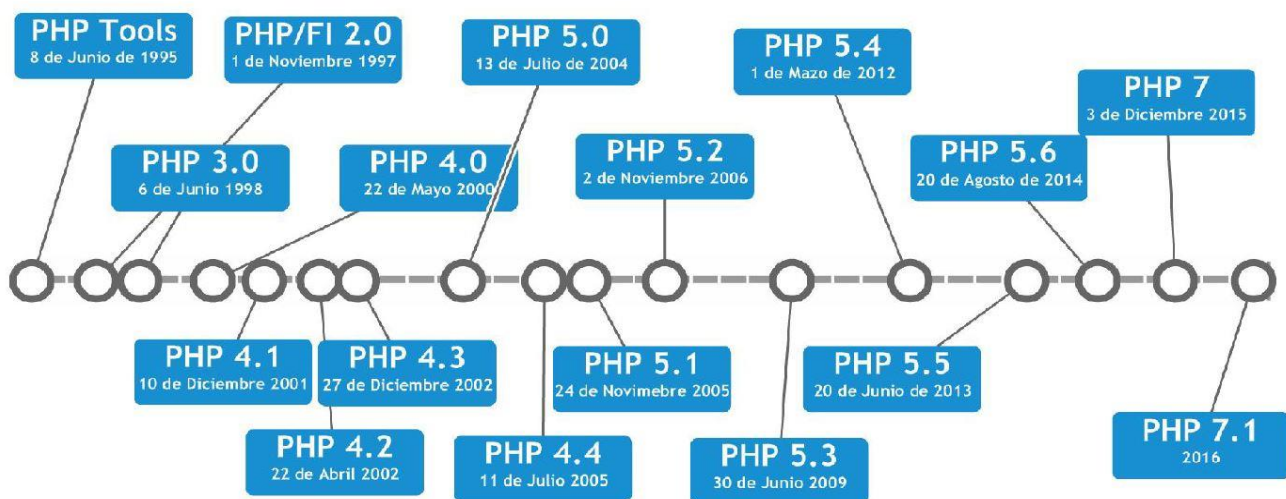 PHP Tools
8 de Junio de 1995
PHP/FI 2.0
1 de Noviembre 1997
PHP 5.0
13 de Julio de 2004
PHP 5.4
1 de Mazo de 2012
PHP 7
3 de Diciembre 2015
PHP 3.0
6 de Junio 1998
PHP 4.0
22 de Mayo 2000
PHP 5.2
2 de Noviembre 2006
PHP 5.6
20 de Agosto de 2014
PHP 4.1
10 de Diciembre 2001
PHP 4.3
27 de Diciembre 2002
PHP 5.1
24 de Novimebre 2005
PHP 5.5
20 de Junio de 2013
PHP 4.2
22 de Abril 2002
PHP 4.4
11 de Julio 2005
PHP 5.3
30 de Junio 2009
PHP 7.1
2016